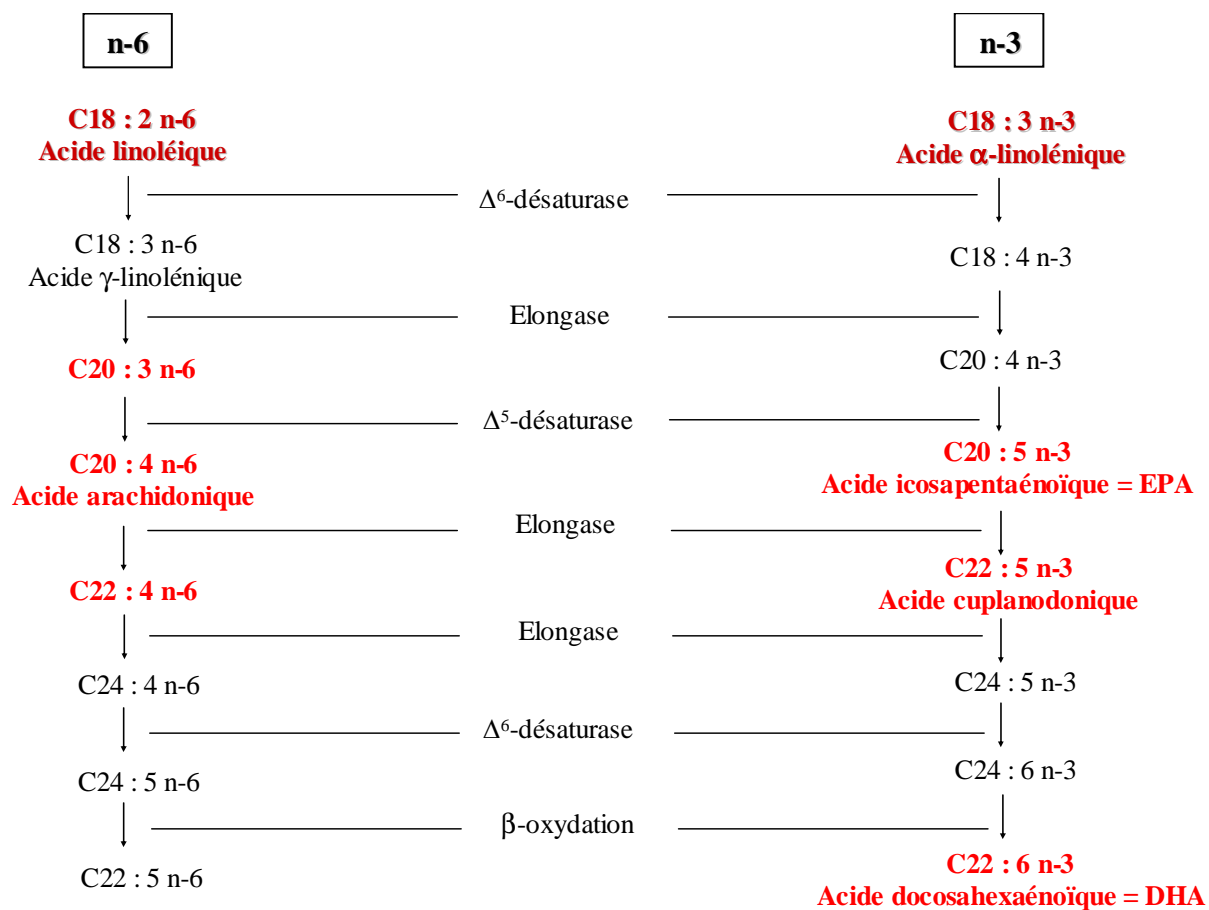 n-6
n-3
C18 : 2 n-6
Acide linoléique
C18 : 3 n-3
Acide α-linolénique
Δ⁶-désaturase
C18 : 3 n-6
Acide γ-linolénique
C18 : 4 n-3
Elongase
C20 : 3 n-6
C20 : 4 n-3
Δ⁵-désaturase
C20 : 4 n-6
Acide arachidonique
C20 : 5 n-3
Acide icosapentaénoïque = EPA
Elongase
C22 : 4 n-6
C22 : 5 n-3
Acide cuplanodonique
Elongase
C24 : 4 n-6
C24 : 5 n-3
Δ⁶-désaturase
C24 : 5 n-6
C24 : 6 n-3
β-oxydation
C22 : 5 n-6
C22 : 6 n-3
Acide docosahexaénoïque = DHA